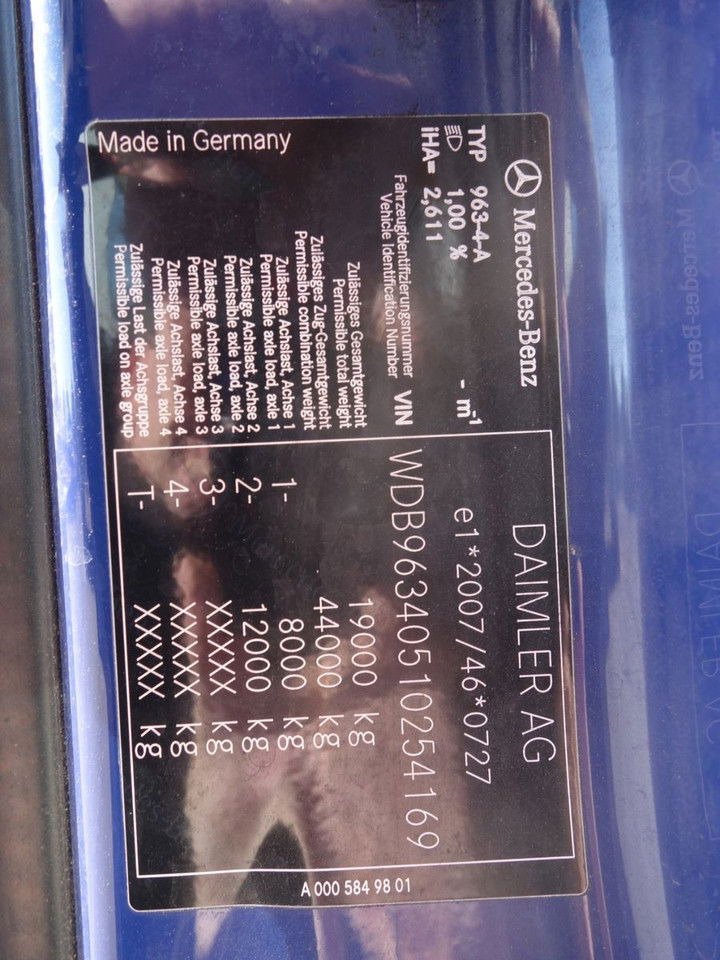 Mercedes-Benz
DAIMLER AG
TYP 963-4-A
1,00 % - m⁻¹
e1*2007/46*0727
iHA= 2,611
Fahrzeugidentifizierungsnummer
Vehicle Identification Number
VIN WDB96340510254169
Zulässiges Gesamtgewicht
Permissible total weight
19000 kg
Zulässiges Zug-Gesamtgewicht
Permissible combination weight
44000 kg
Zulässige Achslast, Achse 1
Permissible axle load, axle 1
1- 8000 kg
Zulässige Achslast, Achse 2
Permissible axle load, axle 2
2- 12000 kg
Zulässige Achslast, Achse 3
Permissible axle load, axle 3
3- XXXXX kg
Zulässige Achslast, Achse 4
Permissible axle load, axle 4
4- XXXXX kg
Zulässige Last der Achsgruppe
Permissible load on axle group
T- XXXXX kg
Made in Germany
A 000 584 98 01